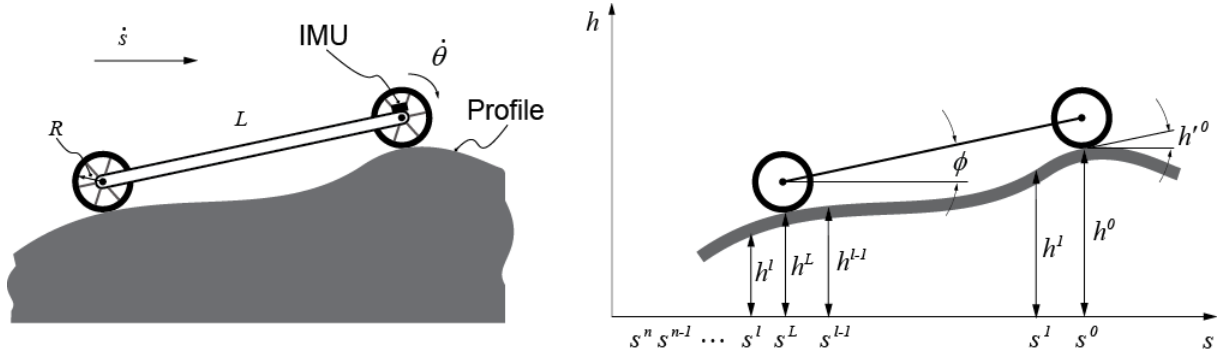 ṡ
IMU
θ̇
Profile
R
L
h
ϕ
h'⁰
hˡ
hᴸ
hˡ⁻¹
h¹
h⁰
sⁿ sⁿ⁻¹ ⋯ sˡ sᴸ sˡ⁻¹ s¹ s⁰ s